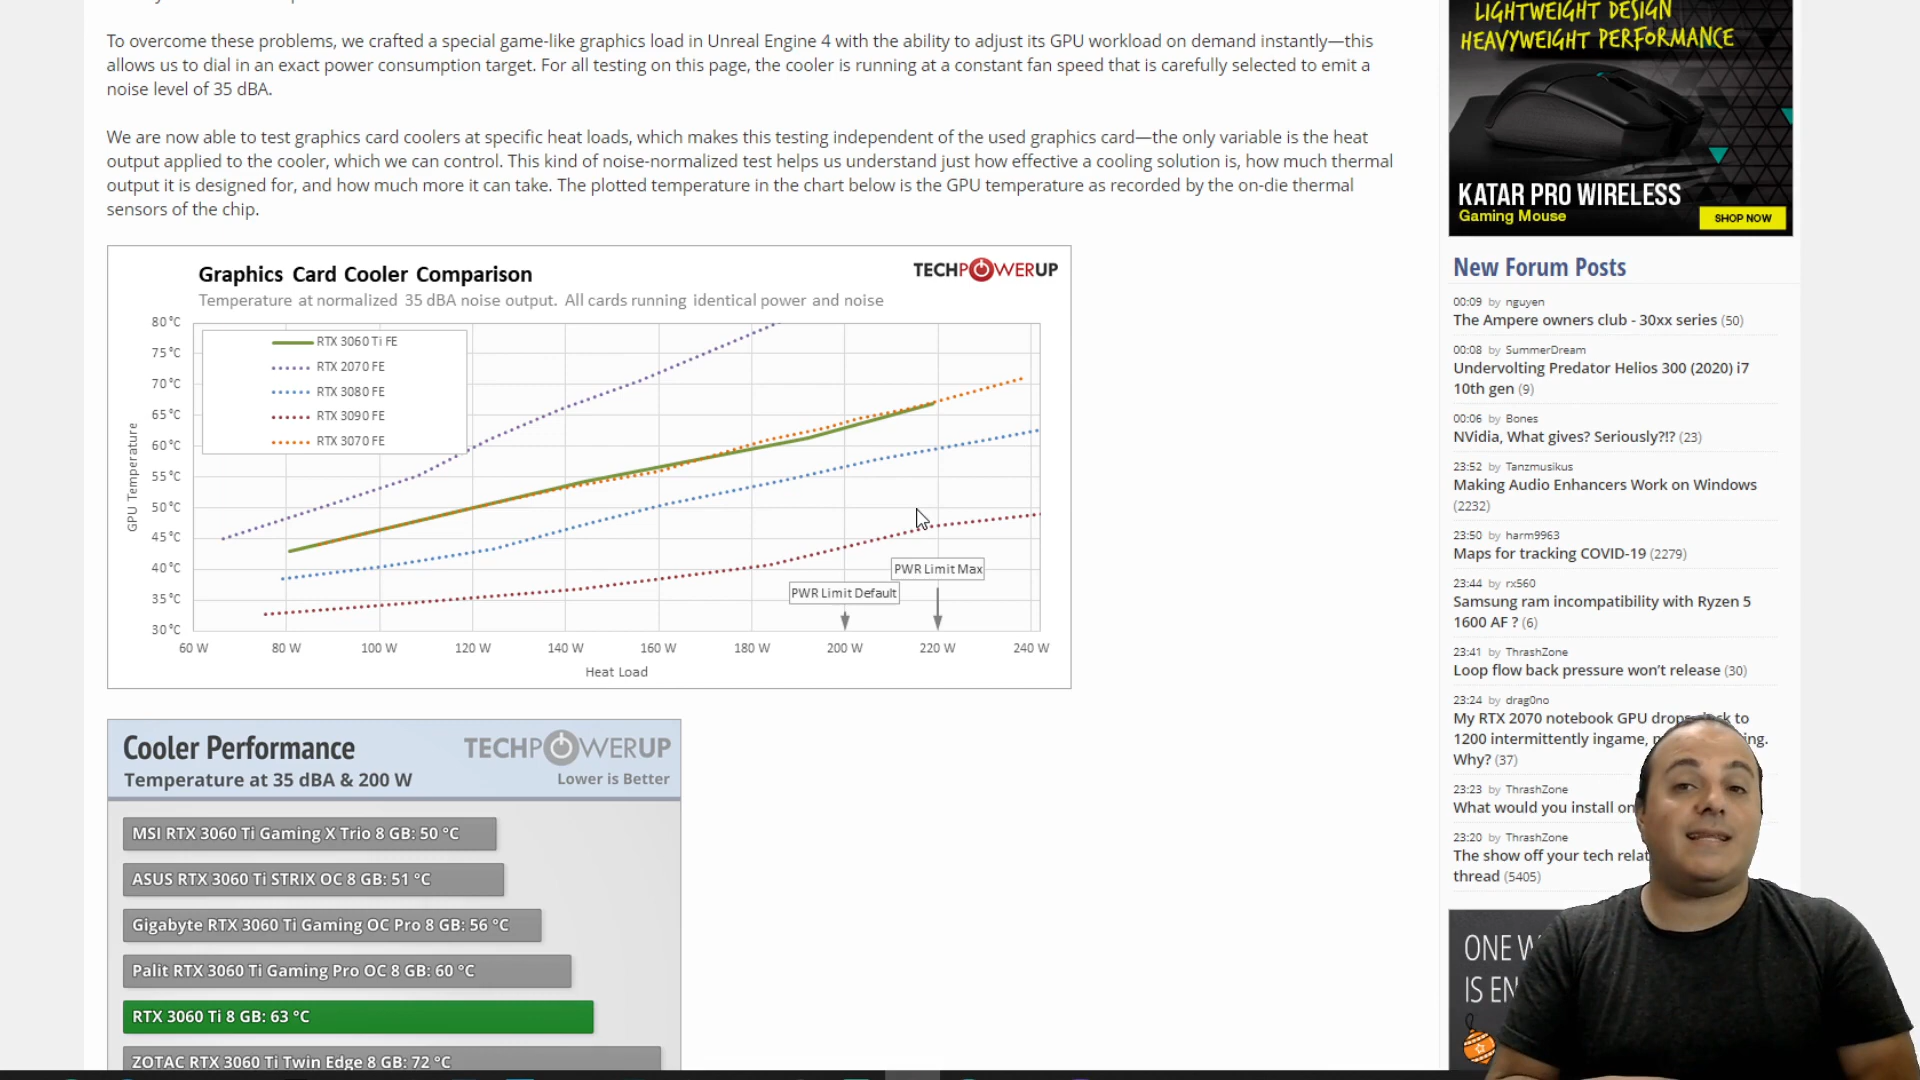 To overcome these problems, we crafted a special game-like graphics load in Unreal Engine 4 with the ability to adjust its GPU workload on demand instantly—this
allows us to dial in an exact power consumption target. For all testing on this page, the cooler is running at a constant fan speed that is carefully selected to emit a
noise level of 35 dBA.
We are now able to test graphics card coolers at specific heat loads, which makes this testing independent of the used graphics card—the only variable is the heat
output applied to the cooler, which we can control. This kind of noise-normalized test helps us understand just how effective a cooling solution is, how much thermal
output it is designed for, and how much more it can take. The plotted temperature in the chart below is the GPU temperature as recorded by the on-die thermal
sensors of the chip.
Graphics Card Cooler Comparison
TECHPOWERUP
Temperature at normalized 35 dBA noise output. All cards running identical power and noise
80°C
75°C
70°C
65°C
60°C
55°C
50°C
45°C
40°C
35°C
30°C
GPU Temperature
RTX 3060 Ti FE
RTX 2070 FE
RTX 3080 FE
RTX 3090 FE
RTX 3070 FE
PWR Limit Max
PWR Limit Default
60 W 80 W 100 W 120 W 140 W 160 W 180 W 200 W 220 W 240 W
Heat Load
Cooler Performance
TECHPOWERUP
Temperature at 35 dBA & 200 W
Lower is Better
MSI RTX 3060 Ti Gaming X Trio 8 GB: 50 °C
ASUS RTX 3060 Ti STRIX OC 8 GB: 51 °C
Gigabyte RTX 3060 Ti Gaming OC Pro 8 GB: 56 °C
Palit RTX 3060 Ti Gaming Pro OC 8 GB: 60 °C
RTX 3060 Ti 8 GB: 63 °C
ZOTAC RTX 3060 Ti Twin Edge 8 GB: 72 °C
LIGHTWEIGHT DESIGN
HEAVYWEIGHT PERFORMANCE
KATAR PRO WIRELESS
Gaming Mouse
SHOP NOW
New Forum Posts
00:09 by nguyen
The Ampere owners club - 30xx series (50)
00:08 by SummerDream
Undervolting Predator Helios 300 (2020) i7
10th gen (9)
00:06 by Bones
NVidia, What gives? Seriously?!? (23)
23:52 by Tanzmusikus
Making Audio Enhancers Work on Windows
(2232)
23:50 by harm9963
Maps for tracking COVID-19 (2279)
23:44 by rx560
Samsung ram incompatibility with Ryzen 5
1600 AF ? (6)
23:41 by ThrashZone
Loop flow back pressure won't release (30)
23:24 by drag0no
My RTX 2070 notebook GPU drops to
1200 intermittently ingame,
Why? (37)
23:23 by ThrashZone
What would you install on
23:20 by ThrashZone
The show off your tech
thread (5405)
ONE
IS